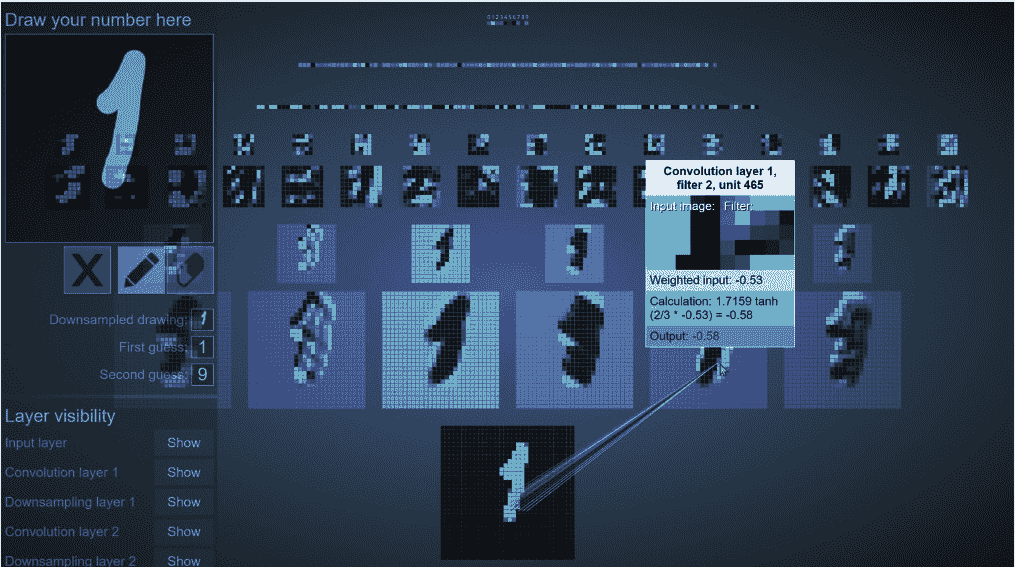 Draw your number here
0123456789
Convolution layer 1,
filter 2, unit 465
Input image: Filter:
Weighted input: -0.53
Calculation: 1.7159 tanh
(2/3 * -0.53) = -0.58
Output: -0.58
Downsampled drawing:
First guess: 1
Second guess: 9
Layer visibility
Input layer Show
Convolution layer 1 Show
Downsampling layer 1 Show
Convolution layer 2 Show
Downsampling layer 2 Show